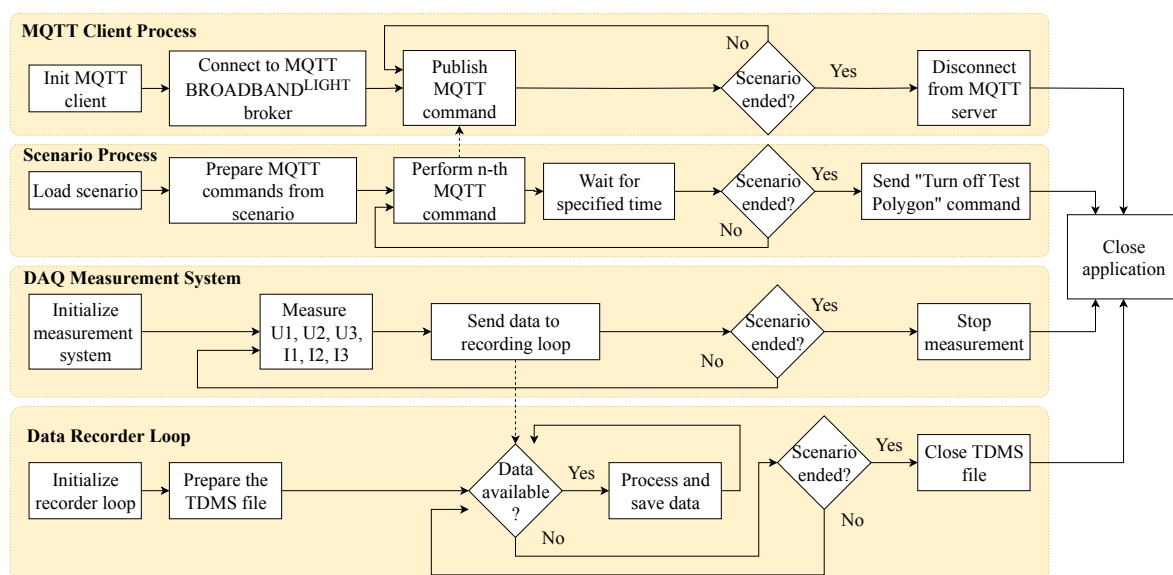 MQTT Client Process
Init MQTT
client
Connect to MQTT
BROADBANDLIGHT
broker
Publish
MQTT
command
No
Scenario
ended?
Yes
Disconnect
from MQTT
server
Scenario Process
Load scenario
Prepare MQTT
commands from
scenario
Perform n-th
MQTT
command
Wait for
specified time
Scenario
ended?
Yes
No
Send "Turn off Test
Polygon" command
Close
application
DAQ Measurement System
Initialize
measurement
system
Measure
U1, U2, U3,
I1, I2, I3
Send data to
recording loop
Scenario
ended?
Yes
No
Stop
measurement
Data Recorder Loop
Initialize
recorder loop
Prepare the
TDMS file
Data
available
?
Yes
No
Process and
save data
Scenario
ended?
Yes
No
Close TDMS
file